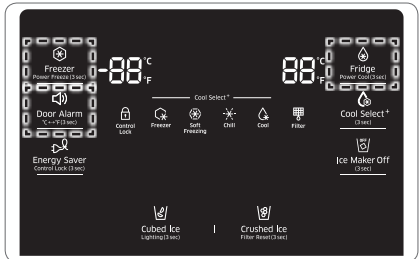 Freezer
Power Freeze (3 sec)
-88 °C
°F
88 °C
°F
Fridge
Power Cool (3 sec)
Door Alarm
°C ↔ °F (3 sec)
Cool Select+
Control
Lock
Freezer
Soft
Freezing
Chill
Cool
Filter
Cool Select+
(3 sec)
Energy Saver
Control Lock (3 sec)
Ice Maker Off
(3 sec)
Cubed Ice
Lighting (3 sec)
Crushed Ice
Filter Reset (3 sec)